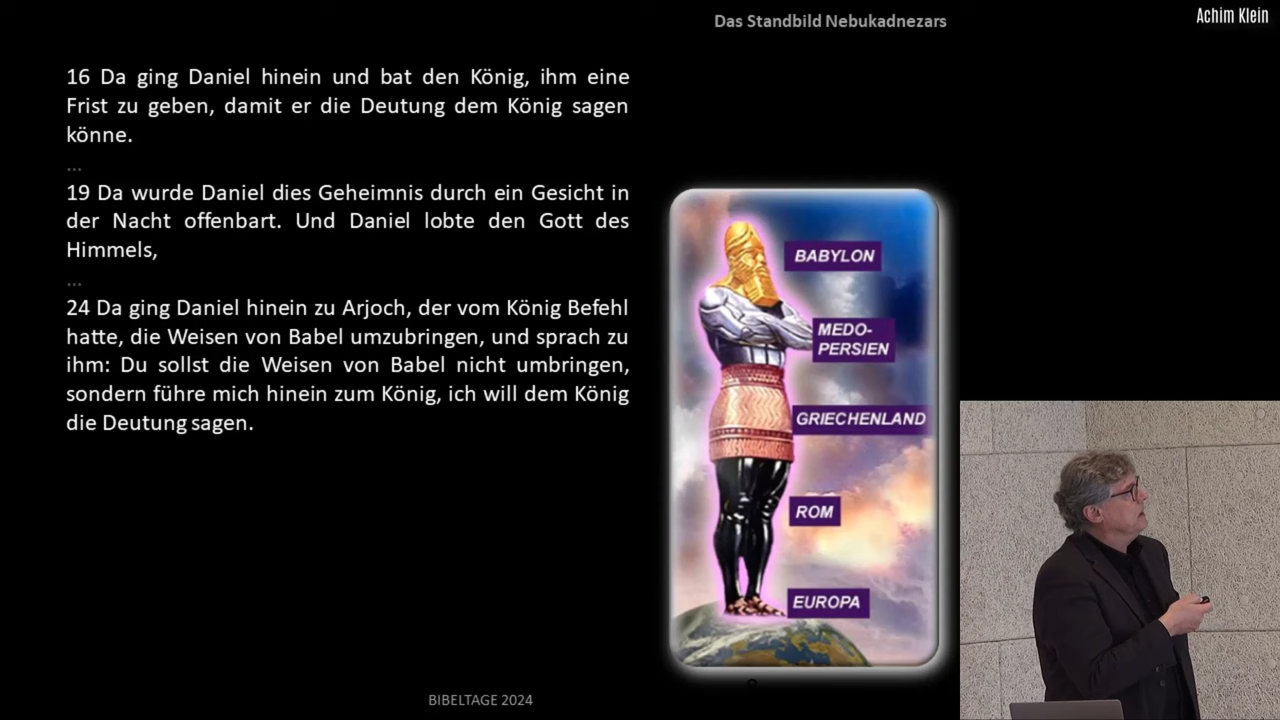 Das Standbild Nebukadnezars
Achim Klein
16 Da ging Daniel hinein und bat den König, ihm eine
Frist zu geben, damit er die Deutung dem König sagen
könne.
...
19 Da wurde Daniel dies Geheimnis durch ein Gesicht in
der Nacht offenbart. Und Daniel lobte den Gott des
Himmels,
...
24 Da ging Daniel hinein zu Arjoch, der vom König Befehl
hatte, die Weisen von Babel umzubringen, und sprach zu
ihm: Du sollst die Weisen von Babel nicht umbringen,
sondern führe mich hinein zum König, ich will dem König
die Deutung sagen.
BABYLON
MEDO-
PERSIEN
GRIECHENLAND
ROM
EUROPA
BIBELTAGE 2024